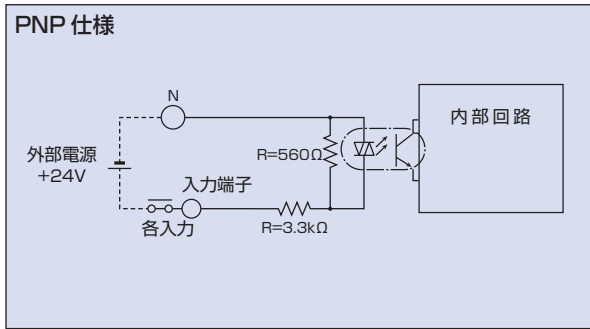 PNP 仕様
N
内部回路
外部電源
+24V
R=560Ω
入力端子
各入力
R=3.3kΩ